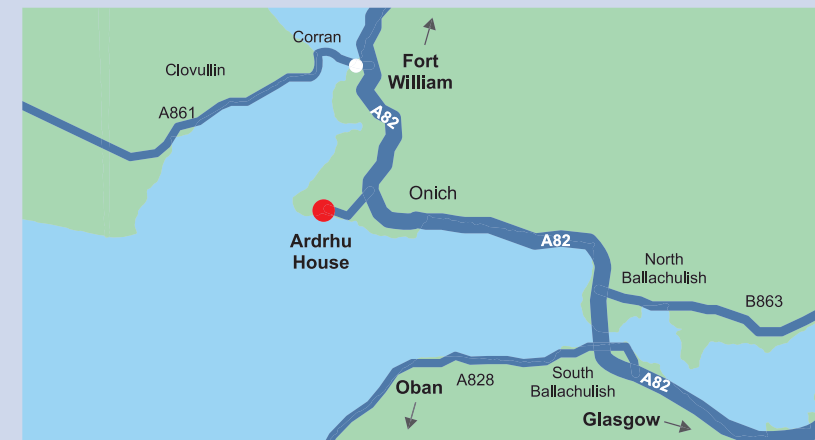 Corran
Fort
William
Clovullin
A861
A82
Onich
Ardrhu
House
A82
North
Ballachulish
B863
South
Ballachulish
A828
Oban
A82
Glasgow